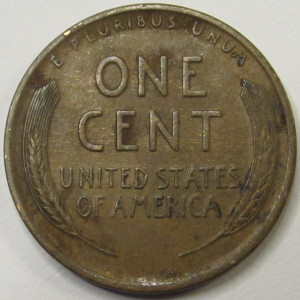 E·PLURIBUS·UNUM
ONE
CENT
UNITED STATES
OF AMERICA